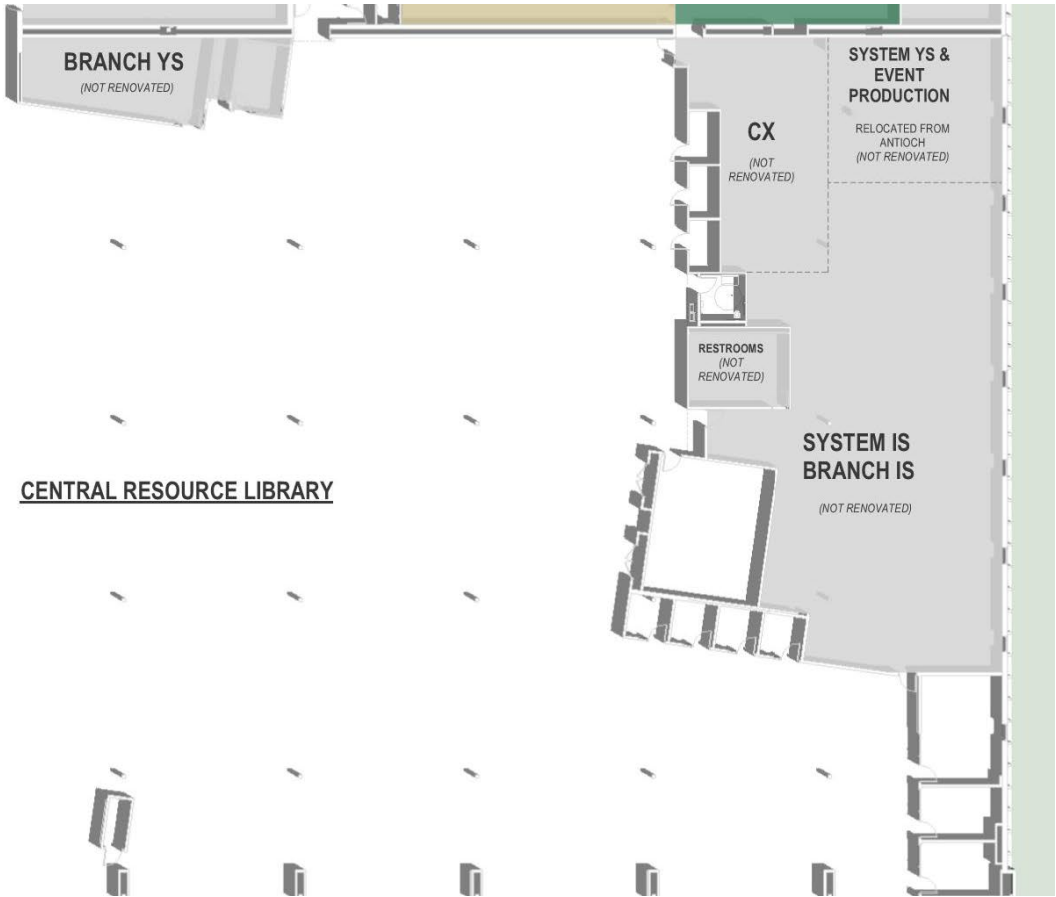 BRANCH YS
(NOT RENOVATED)
SYSTEM YS &
EVENT
PRODUCTION
RELOCATED FROM
ANTIOCH
(NOT RENOVATED)
CX
(NOT
RENOVATED)
RESTROOMS
(NOT
RENOVATED)
SYSTEM IS
BRANCH IS
(NOT RENOVATED)
CENTRAL RESOURCE LIBRARY